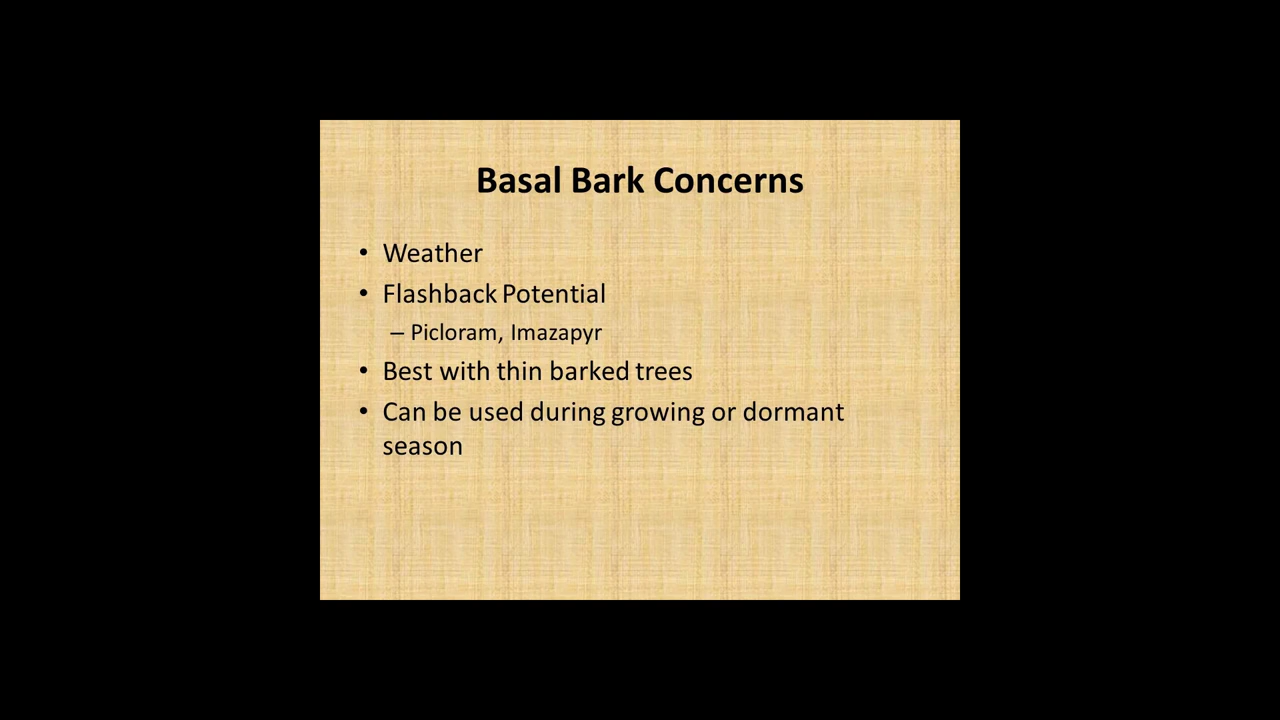 Basal Bark Concerns
• Weather
• Flashback Potential
– Picloram, Imazapyr
• Best with thin barked trees
• Can be used during growing or dormant
season